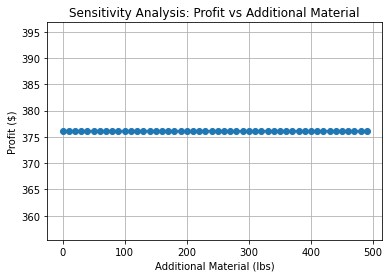 Sensitivity Analysis: Profit vs Additional Material
395
390
385
380
375
370
365
360
Profit ($)
0 100 200 300 400 500
Additional Material (lbs)